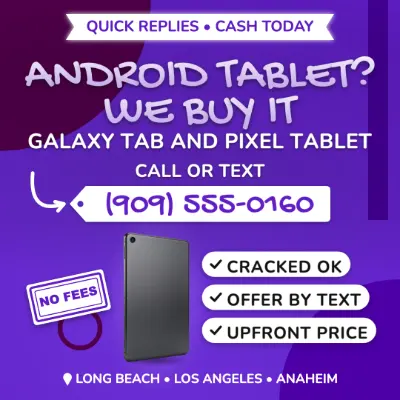 QUICK REPLIES • CASH TODAY
ANDROID TABLET?
WE BUY IT
GALAXY TAB AND PIXEL TABLET
CALL OR TEXT
(909) 555-0160
NO FEES
CRACKED OK
OFFER BY TEXT
UPFRONT PRICE
LONG BEACH • LOS ANGELES • ANAHEIM